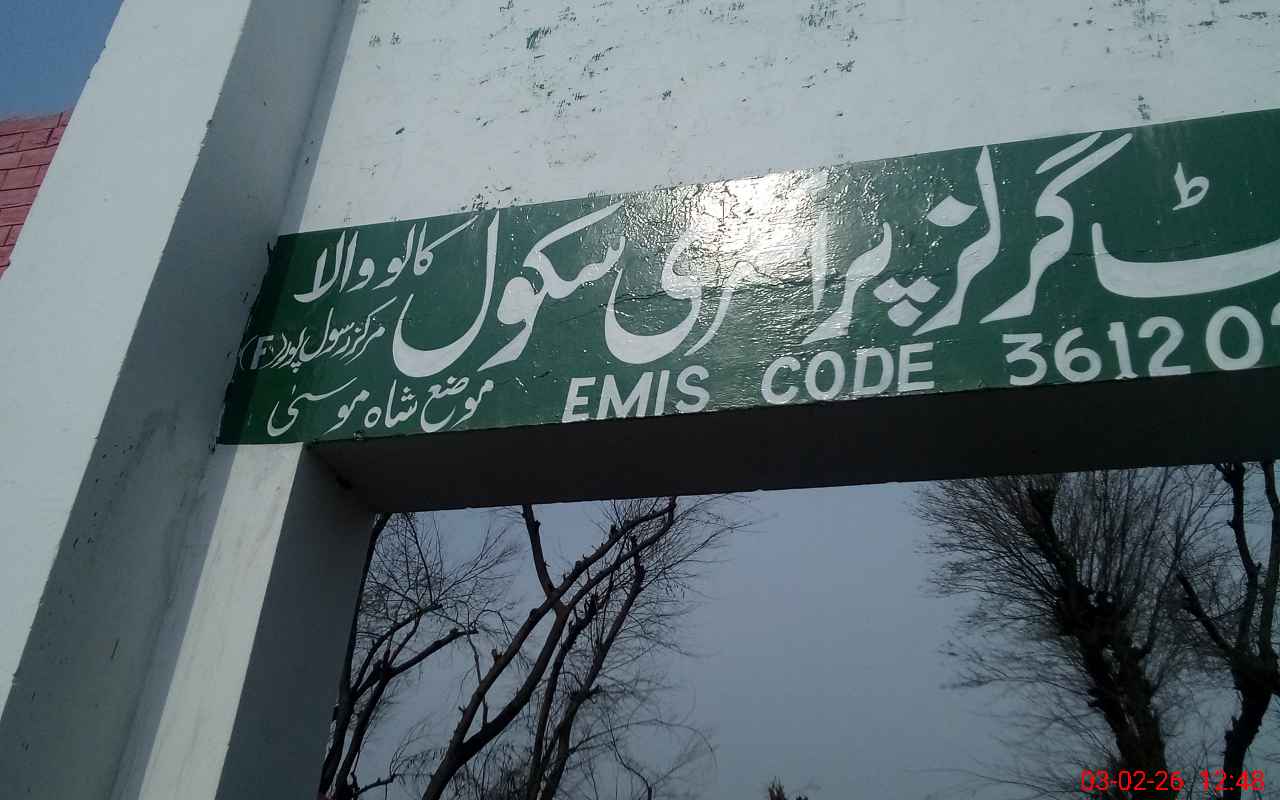 ٹ گرلز پرائمری سکول کالو والا
مرکز رسول پور (F)
موضع شاہ موسیٰ
EMIS CODE 361202
03-02-26 12:48